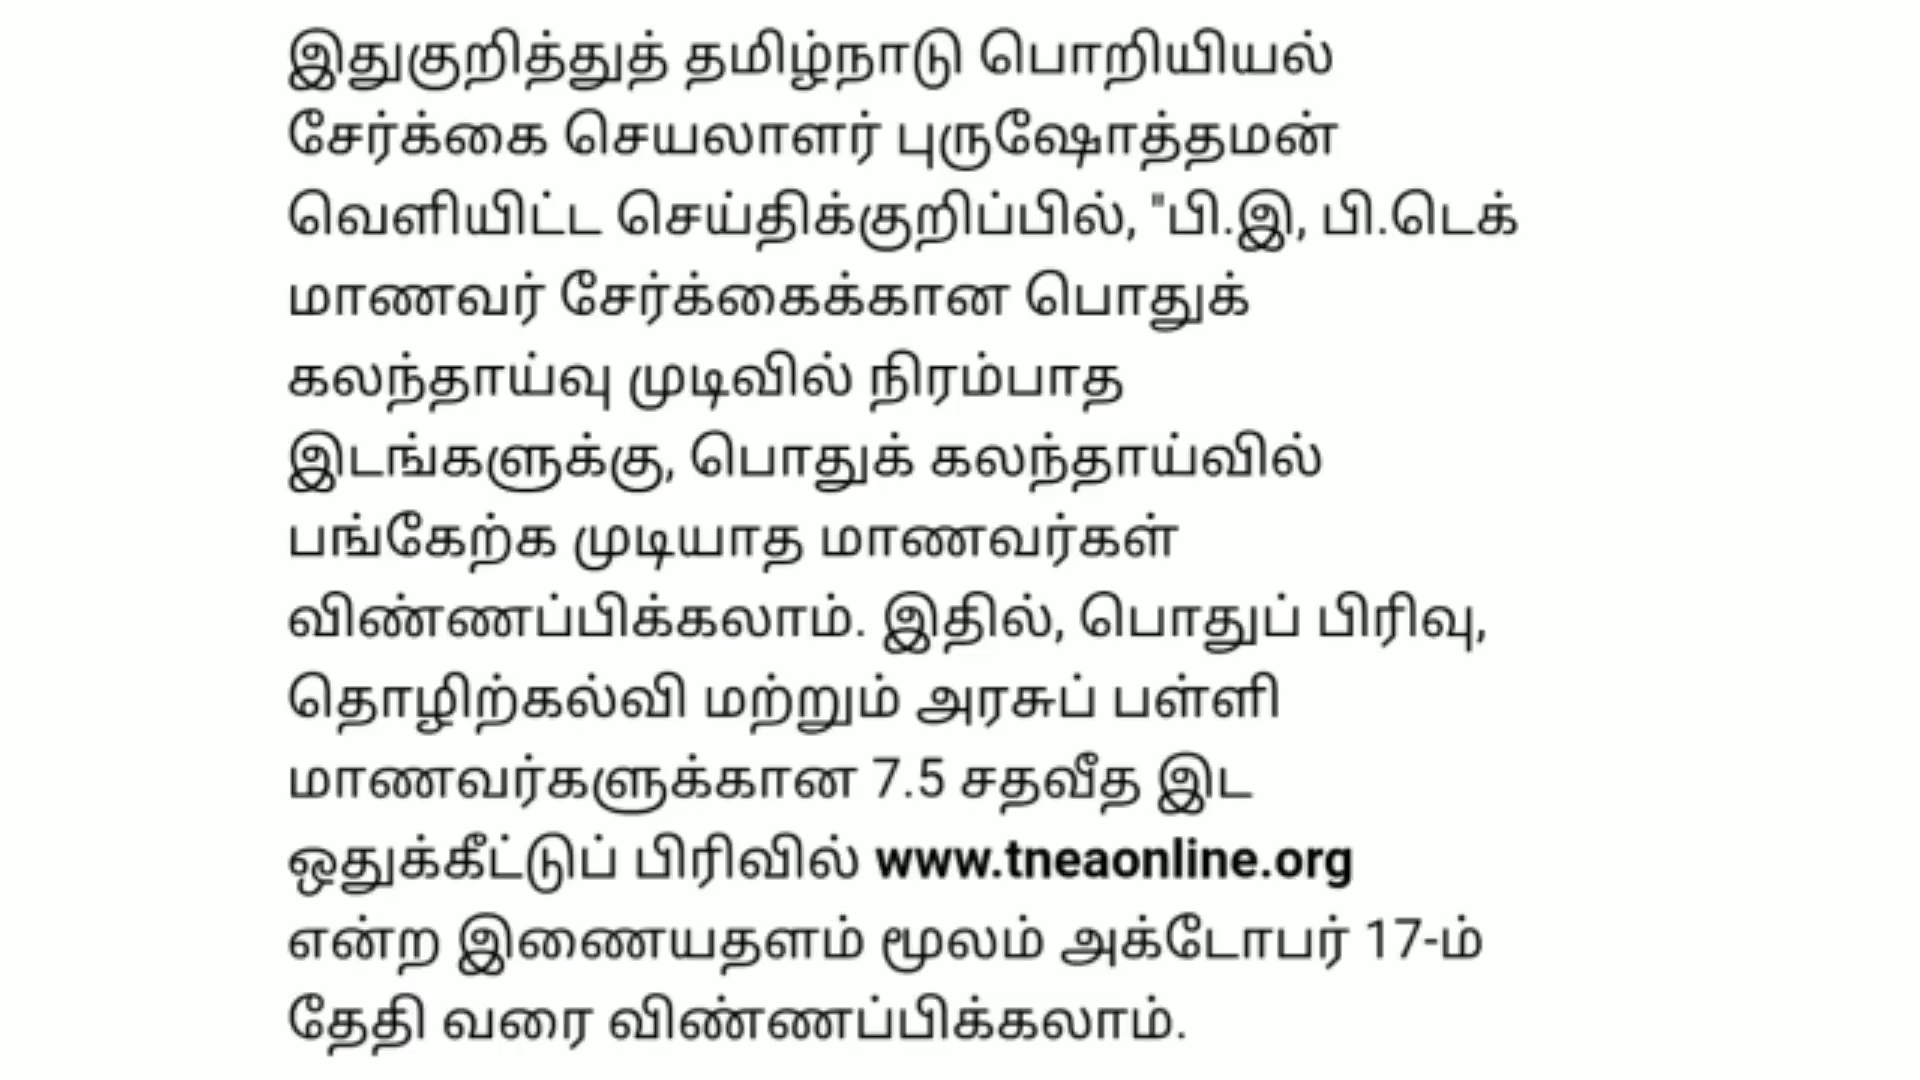 இதுகுறித்துத் தமிழ்நாடு பொறியியல்
சேர்க்கை செயலாளர் புருஷோத்தமன்
வெளியிட்ட செய்திக்குறிப்பில், "பி.இ, பி.டெக்
மாணவர் சேர்க்கைக்கான பொதுக்
கலந்தாய்வு முடிவில் நிரம்பாத
இடங்களுக்கு, பொதுக் கலந்தாய்வில்
பங்கேற்க முடியாத மாணவர்கள்
விண்ணப்பிக்கலாம். இதில், பொதுப் பிரிவு,
தொழிற்கல்வி மற்றும் அரசுப் பள்ளி
மாணவர்களுக்கான 7.5 சதவீத இட
ஒதுக்கீட்டுப் பிரிவில் www.tneaonline.org
என்ற இணையதளம் மூலம் அக்டோபர் 17-ம்
தேதி வரை விண்ணப்பிக்கலாம்.